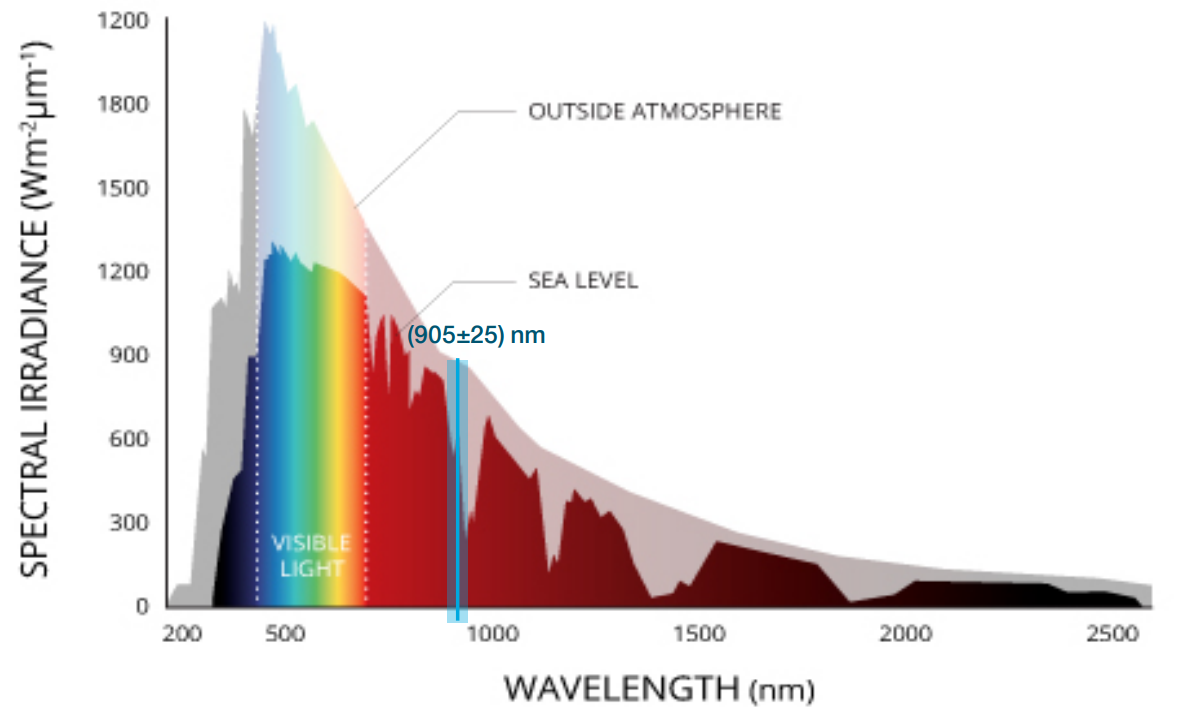 SPECTRAL IRRADIANCE (Wm-2μm-1)
1200
1800
1500
1200
900
600
300
0
OUTSIDE ATMOSPHERE
SEA LEVEL
(905±25) nm
VISIBLE
LIGHT
200 500 1000 1500 2000 2500
WAVELENGTH (nm)